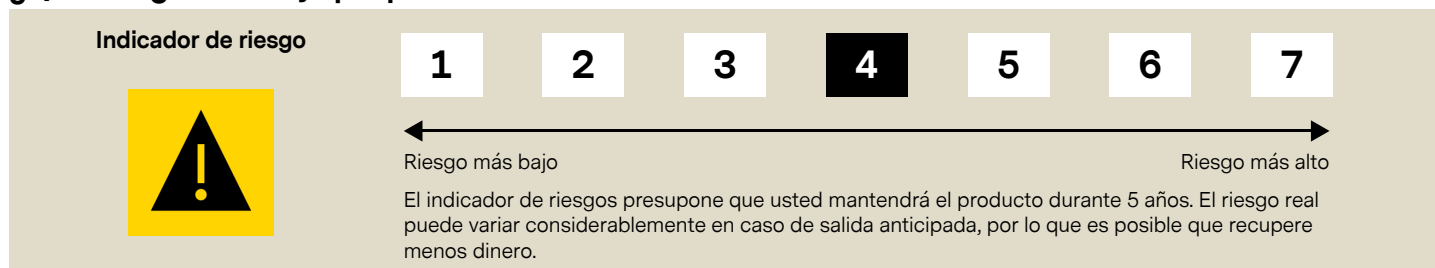 Indicador de riesgo
1 2 3 4 5 6 7
Riesgo más bajo
Riesgo más alto
El indicador de riesgos presupone que usted mantendrá el producto durante 5 años. El riesgo real
puede variar considerablemente en caso de salida anticipada, por lo que es posible que recupere
menos dinero.